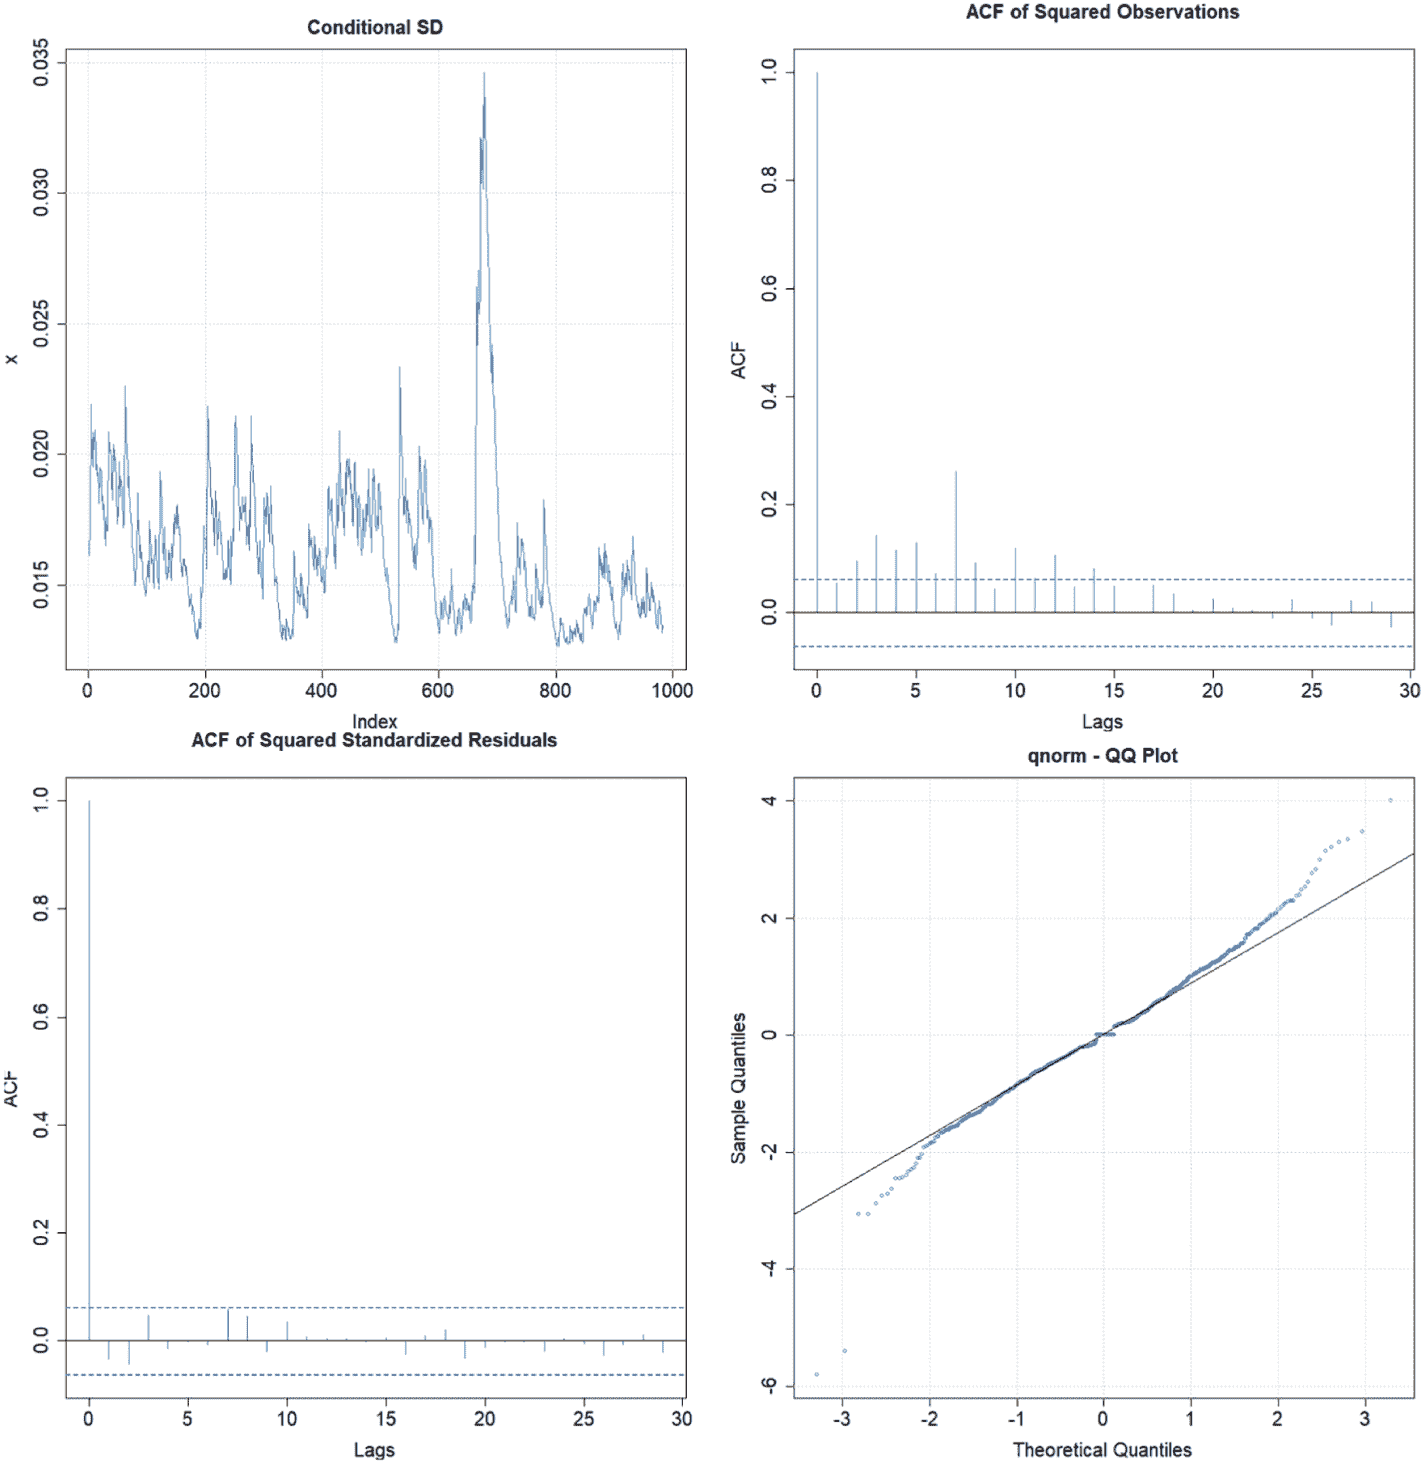 Conditional SD
0.035
0.030
0.025
0.020
0.015
x
0 200 400 600 800 1000
Index
ACF of Squared Observations
1.0
0.8
0.6
0.4
0.2
0.0
ACF
0 5 10 15 20 25 30
Lags
ACF of Squared Standardized Residuals
1.0
0.8
0.6
0.4
0.2
0.0
ACF
0 5 10 15 20 25 30
Lags
qnorm - QQ Plot
4
2
0
-2
-4
-6
Sample Quantiles
-3 -2 -1 0 1 2 3
Theoretical Quantiles